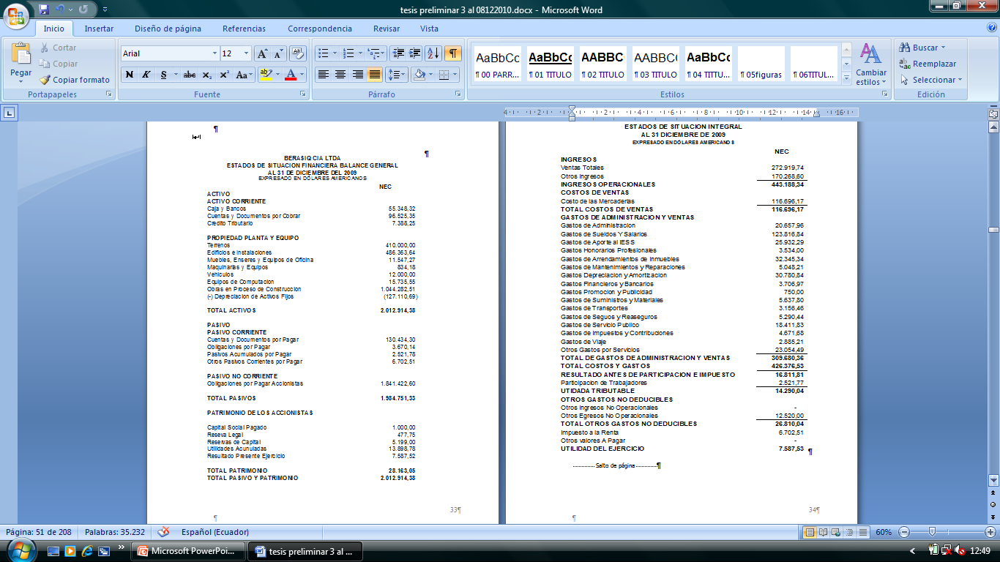 tesis preliminar 3 al 08122010.docx - Microsoft Word
Inicio Insertar Diseño de página Referencias Correspondencia Revisar Vista
Pegar
Cortar
Copiar
Copiar formato
Portapapeles
Arial 12
N K S abc x₂ x² Aa
Fuente
Párrafo
AaBbCc AaBbCc AABBC AABBC AaBbCc
¶ 00 PARR... ¶ 01 TITULO ¶ 02 TITULO ¶ 03 TITULO ¶ 04 TITU... ¶ 05figuras ¶ 06TITUL...
Cambiar estilos
Estilos
Buscar
Reemplazar
Seleccionar
Edición
4 2 2 4 6 8 10 12 14 16
BERASIQ CIA LTDA
ESTADOS DE SITUACION FINANCIERA BALANCE GENERAL
AL 31 DE DICIEMBRE DEL 2009
EXPRESADO EN DÓLARES AMERICANOS
NEC
ACTIVO
ACTIVO CORRIENTE
Caja y Bancos 55.348,32
Cuentas y Documentos por Cobrar 96.525,35
Credito Tributario 7.388,25
PROPIEDAD PLANTA Y EQUIPO
Terrenos 410.000,00
Edificios e Instalaciones 486.363,64
Muebles, Enseres y Equipos de Oficina 11.547,27
Maquinarias y Equipos 834,18
Vehiculos 12.000,00
Equipos de Computacion 15.735,55
Obras en Proceso de Construccion 1.044.282,51
(-) Depreciacion de Activos Fijos (127.110,69)
TOTAL ACTIVOS 2.012.914,38
PASIVO
PASIVO CORRIENTE
Cuentas y Documentos por Pagar 130.434,30
Obligaciones por Pagar 3.670,14
Pasivos Acumulados por Pagar 2.521,78
Otros Pasivos Corrientes por Pagar 6.702,51
PASIVO NO CORRIENTE
Obligaciones por Pagar Accionistas 1.841.422,60
TOTAL PASIVOS 1.984.751,33
PATRIMONIO DE LOS ACCIONISTAS
Capital Social Pagado 1.000,00
Reseva Legal 477,75
Reservas de Capital 5.199,00
Utilidades Acunuladas 13.898,78
Resultado Presente Ejercicio 7.587,52
TOTAL PATRIMONIO 28.163,05
TOTAL PASIVO Y PATRIMONIO 2.012.914,38
33¶
ESTADOS DE SITUACION INTEGRAL
AL 31 DICIEMBRE DE 2009
EXPRESADO EN DÓLARES AMERICANOS
NEC
INGRESOS
Ventas Totales 272.919,74
Otros ingresos 170.268,60
INGRESOS OPERACIONALES 443.188,34
COSTOS DE VENTAS
Costo de las Mercaderias 116.696,17
TOTAL COSTOS DE VENTAS 116.696,17
GASTOS DE ADMINISTRACION Y VENTAS
Gastos de Administracion 20.657,96
Gastos de Sueldos Y Salarios 123.816,84
Gastos de Aporte al IESS 25.932,29
Gastos Honorarios Profesionales 3.534,00
Gastos de Arrendamientos de Inmuebles 32.345,34
Gastos de Mantenimientos y Reparaciones 5.048,21
Gastos Depreciacion y Amortizacion 30.780,84
Gastos Financieros y Bancarios 3.706,97
Gastos Promocion y Publicidad 750,00
Gastos de Suministros y Materiales 5.637,80
Gastos de Transportes 3.156,46
Gastos de Seguos y Reaseguros 5.290,44
Gastos de Servicio Publico 18.411,83
Gastos de Impuestos y Contribuciones 4.671,68
Gastos de Viaje 2.885,21
Otros Gastos por Servicios 23.054,49
TOTAL DE GASTOS DE ADMINISTRACION Y VENTAS 309.680,36
TOTAL COSTOS Y GASTOS 426.376,53
RESULTADO ANTES DE PARTICIPACION E IMPUESTO 16.811,81
Participacion de Trabajadores 2.521,77
UTIDADA TRIBUTABLE 14.290,04
OTROS GASTOS NO DEDUCIBLES
Otros Ingresos No Operacionales -
Otros Egresos No Operacionales 12.520,00
TOTAL OTROS GASTOS NO DEDUCIBLES 26.810,04
Impuesto a la Renta 6.702,51
Otros valores A Pagar -
UTILIDAD DEL EJERCICIO 7.587,53
Salto de página
34¶
Página: 51 de 208 Palabras: 35.232 Español (Ecuador) 60%
Microsoft PowerPoi... tesis preliminar 3 al ... 12:49